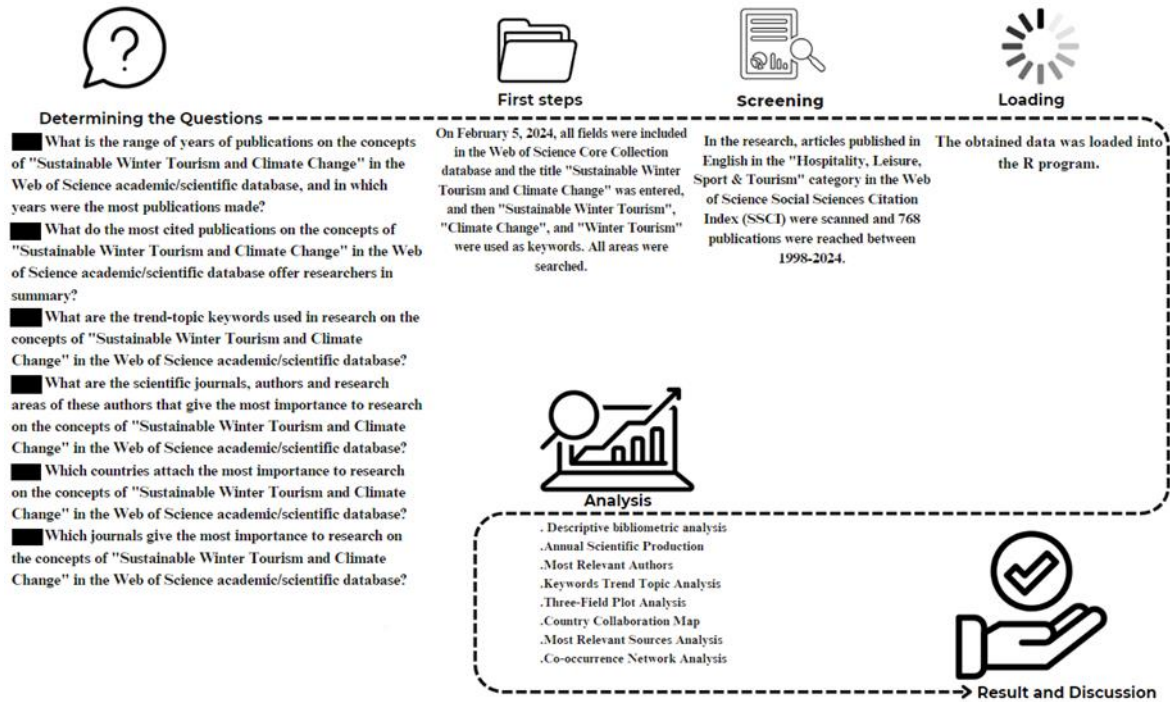 Determining the Questions
What is the range of years of publications on the concepts
of "Sustainable Winter Tourism and Climate Change" in the
Web of Science academic/scientific database, and in which
years were the most publications made?
What do the most cited publications on the concepts of
"Sustainable Winter Tourism and Climate Change" in the Web
of Science academic/scientific database offer researchers in
summary?
What are the trend-topic keywords used in research on the
concepts of "Sustainable Winter Tourism and Climate
Change" in the Web of Science academic/scientific database?
What are the scientific journals, authors and research
areas of these authors that give the most importance to research
on the concepts of "Sustainable Winter Tourism and Climate
Change" in the Web of Science academic/scientific database?
Which countries attach the most importance to research
on the concepts of "Sustainable Winter Tourism and Climate
Change" in the Web of Science academic/scientific database?
Which journals give the most importance to research on
the concepts of "Sustainable Winter Tourism and Climate
Change" in the Web of Science academic/scientific database?
First steps
On February 5, 2024, all fields were included
in the Web of Science Core Collection
database and the title "Sustainable Winter
Tourism and Climate Change" was entered,
and then "Sustainable Winter Tourism",
"Climate Change", and "Winter Tourism"
were used as keywords. All areas were
searched.
Screening
In the research, articles published in
English in the "Hospitality, Leisure,
Sport & Tourism" category in the Web
of Science Social Sciences Citation
Index (SSCI) were scanned and 768
publications were reached between
1998-2024.
Loading
The obtained data was loaded into
the R program.
Analysis
. Descriptive bibliometric analysis
.Annual Scientific Production
.Most Relevant Authors
.Keywords Trend Topic Analysis
.Three-Field Plot Analysis
.Country Collaboration Map
.Most Relevant Sources Analysis
.Co-occurrence Network Analysis
Result and Discussion